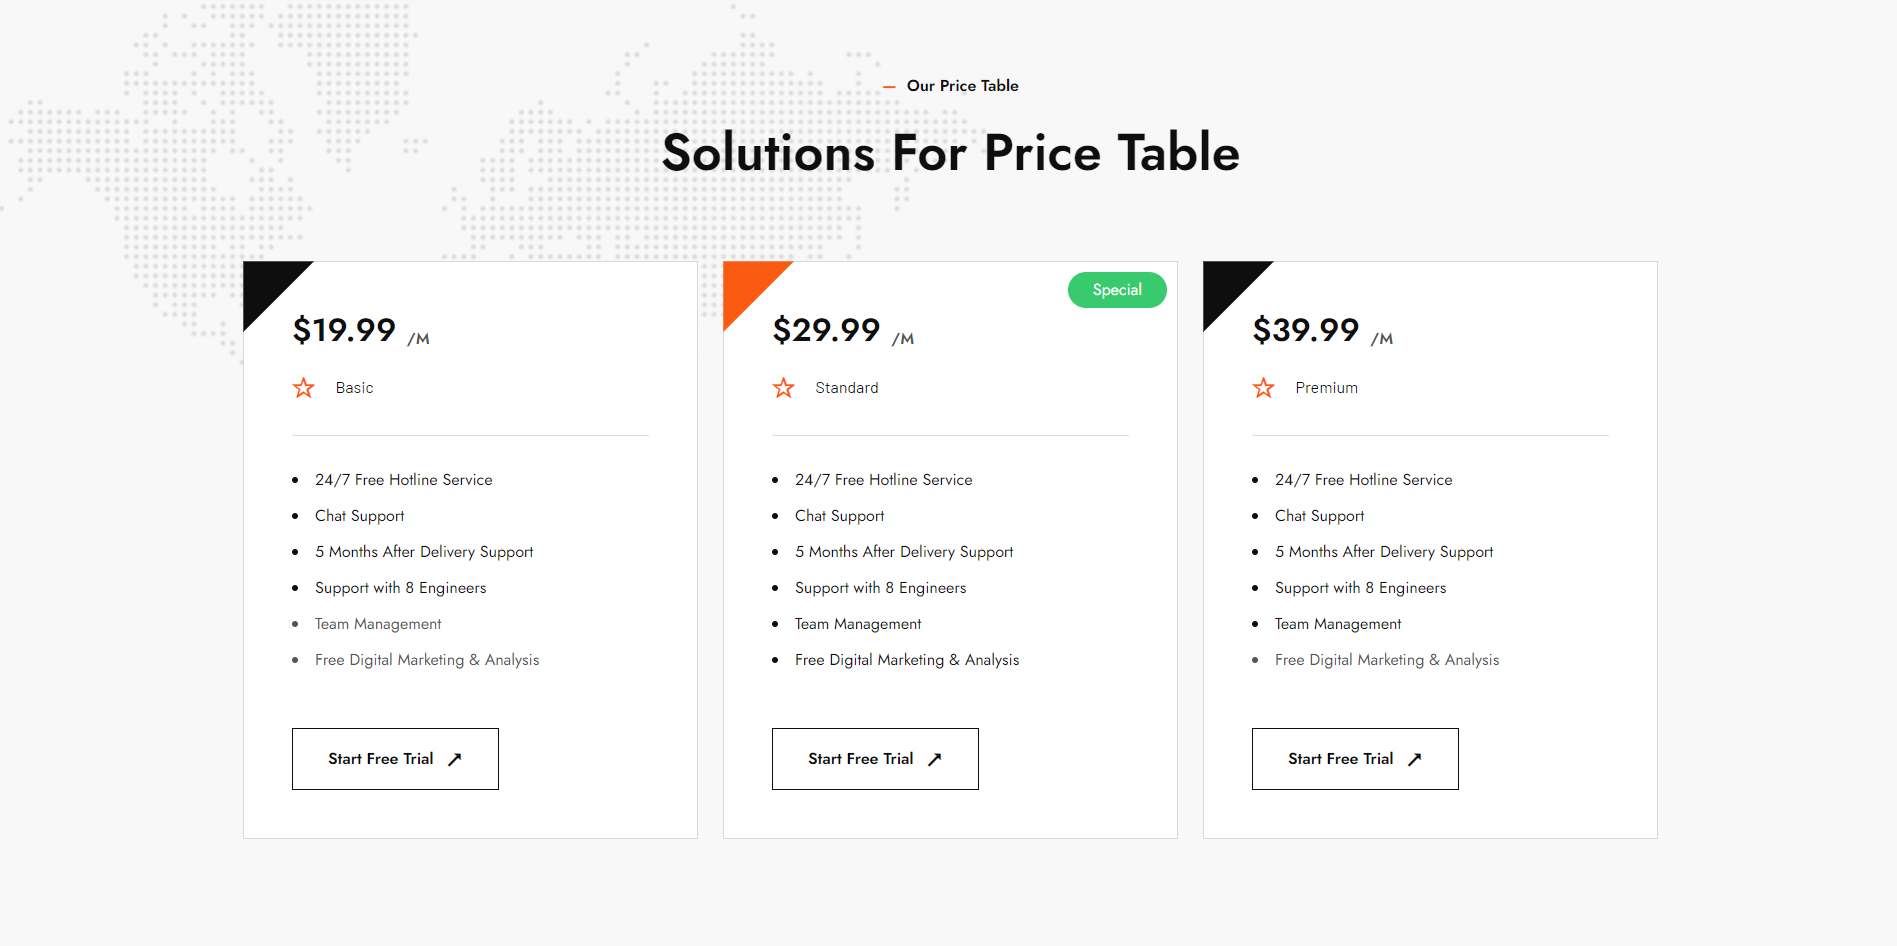 Our Price Table
Solutions For Price Table
$19.99 /M
Basic
24/7 Free Hotline Service
Chat Support
5 Months After Delivery Support
Support with 8 Engineers
Team Management
Free Digital Marketing & Analysis
Start Free Trial
Special
$29.99 /M
Standard
24/7 Free Hotline Service
Chat Support
5 Months After Delivery Support
Support with 8 Engineers
Team Management
Free Digital Marketing & Analysis
Start Free Trial
$39.99 /M
Premium
24/7 Free Hotline Service
Chat Support
5 Months After Delivery Support
Support with 8 Engineers
Team Management
Free Digital Marketing & Analysis
Start Free Trial